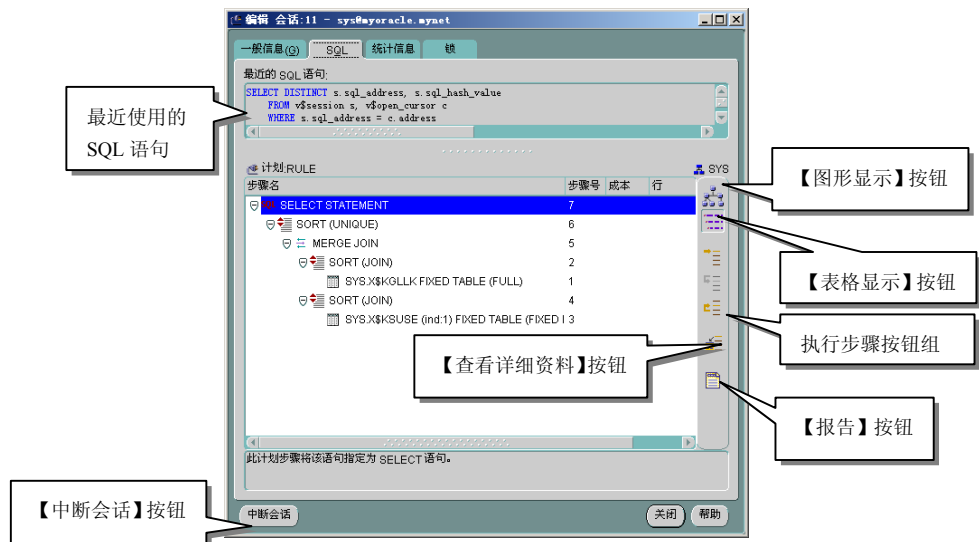 编辑 会话:11 - sys@myoracle.mynet
一般信息(G) SQL 统计信息 锁
最近的 SQL 语句:
SELECT DISTINCT s.sql_address, s.sql_hash_value
FROM v$session s, v$open_cursor c
WHERE s.sql_address = c.address
最近使用的
SQL 语句
计划:RULE SYS
步骤名 步骤号 成本 行
SELECT STATEMENT 7
SORT (UNIQUE) 6
MERGE JOIN 5
SORT (JOIN) 2
SYS.X$KGLLK FIXED TABLE (FULL) 1
SORT (JOIN) 4
SYS.X$KSUSE (ind:1) FIXED TABLE (FIXED I 3
【图形显示】按钮
【表格显示】按钮
执行步骤按钮组
【查看详细资料】按钮
【报告】按钮
此计划步骤将该语句指定为 SELECT 语句。
【中断会话】按钮
中断会话 关闭 帮助